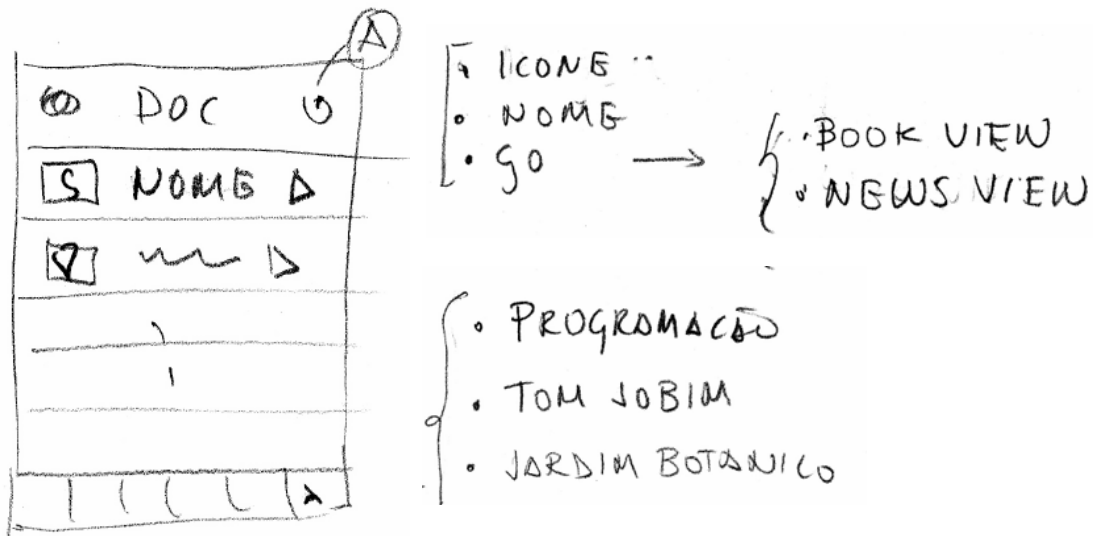 A
DOC
S NOME
• ICONE
• NOME
• GO → • BOOK VIEW
• NEWS VIEW
• PROGRAMAÇÃO
• TOM JOBIM
• JARDIM BOTANICO